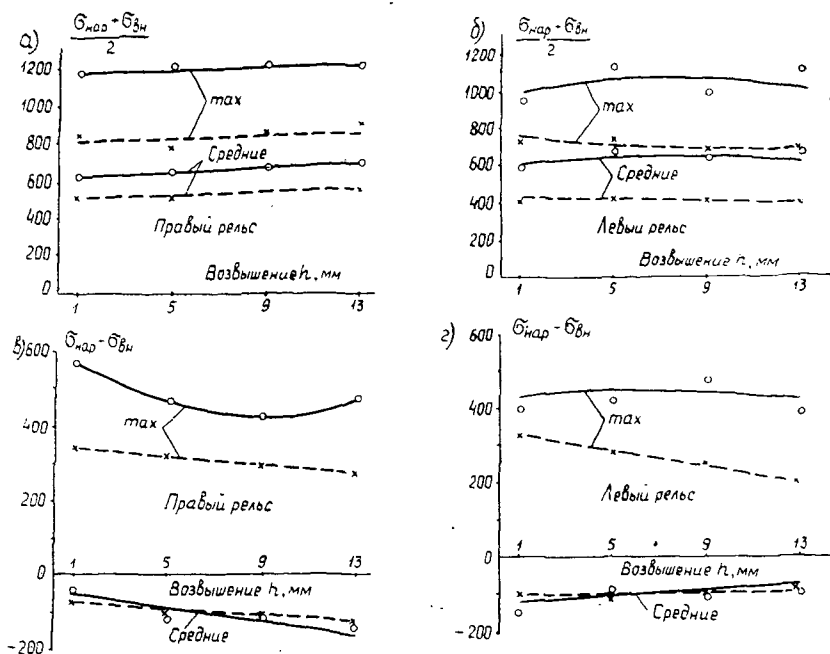 а)
σнар + σвн
2
1200
1000
800
600
400
200
0
max
Средние
Правый рельс
Возвышение h, мм
1 5 9 13
б)
σнар + σвн
2
1200
1000
800
600
400
200
0
max
Средние
Левый рельс
Возвышение h, мм
1 5 9 13
в)
σнар - σвн
600
400
200
0
-200
max
Правый рельс
1 5 9 13
Возвышение h, мм
Средние
г)
σнар - σвн
600
400
200
0
-200
max
Левый рельс
1 5 9 13
Возвышение h, мм
Средние